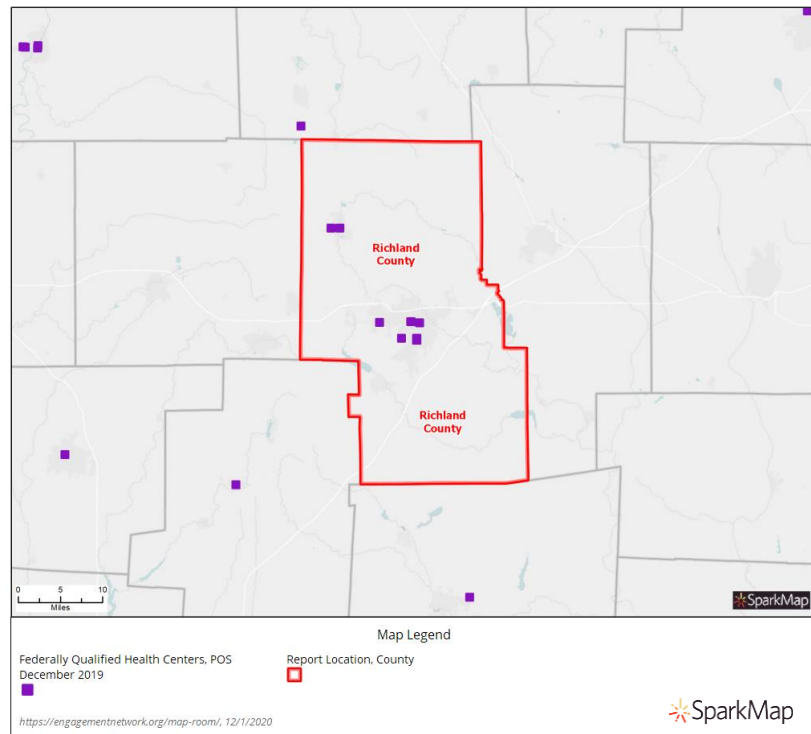 Richland
County
Richland
County
0 5 10
Miles
SparkMap
Map Legend
Federally Qualified Health Centers, POS
December 2019
Report Location, County
https://engagementnetwork.org/map-room/, 12/1/2020
SparkMap